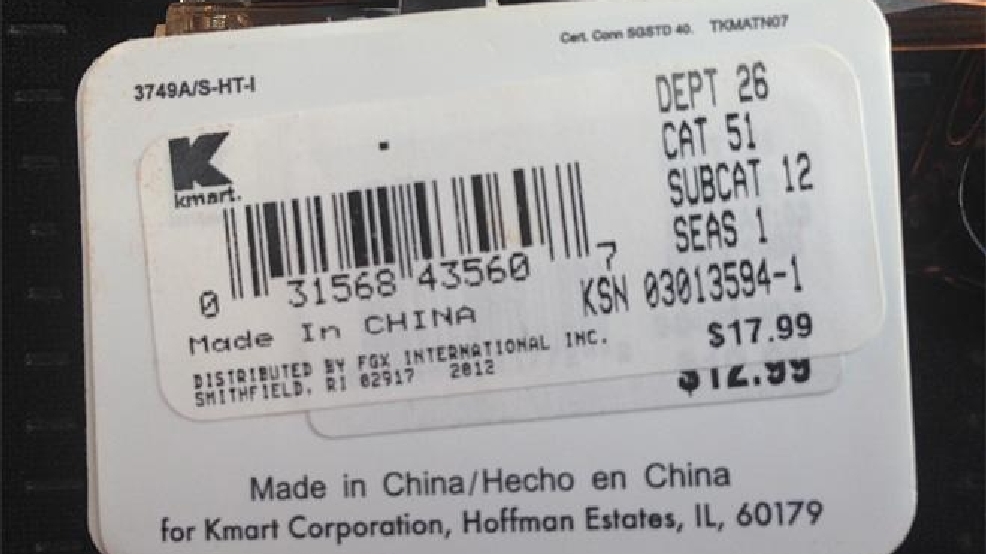 Cert. Conn SGSTD 40. TKMATN07
3749A/S-HT-I
DEPT 26
CAT 51
SUBCAT 12
SEAS 1
KSN 03013594-1
$17.99
K
kmart.
0 31568 43560 7
Made In CHINA
DISTRIBUTED BY FGX INTERNATIONAL INC.
SMITHFIELD, RI 02917 2012
$12.99
Made in China/Hecho en China
for Kmart Corporation, Hoffman Estates, IL, 60179